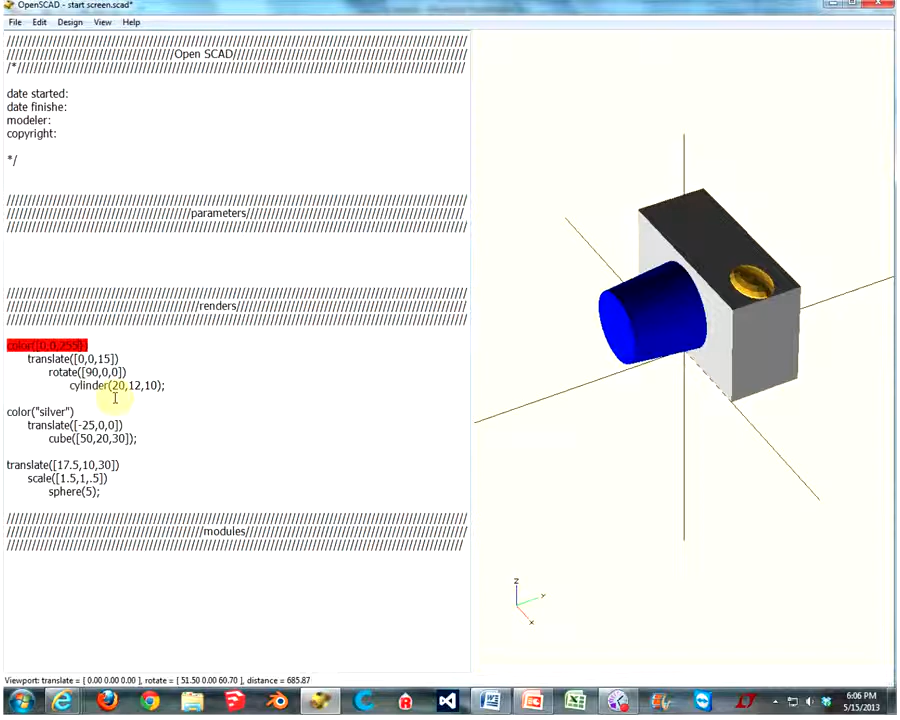 OpenSCAD - start screen.scad*
File Edit Design View Help
//////////////////////////////////////////////////////////////////////////////////////////////////////////////
////////////////////////////////////////Open SCAD////////////////////////////////////////////////////////
/*///////////////////////////////////////////////////////////////////////////////////////////////////////////
date started:
date finishe:
modeler:
copyright:
*/
//////////////////////////////////////////////////////////////////////////////////////////////////////////////
////////////////////////////////////////////parameters////////////////////////////////////////////////////
//////////////////////////////////////////////////////////////////////////////////////////////////////////////
//////////////////////////////////////////////////////////////////////////////////////////////////////////////
//////////////////////////////////////////////renders///////////////////////////////////////////////////////
//////////////////////////////////////////////////////////////////////////////////////////////////////////////
color([0,0,255])
translate([0,0,15])
rotate([90,0,0])
cylinder(20,12,10);
color("silver")
translate([-25,0,0])
cube([50,20,30]);
translate([17.5,10,30])
scale([1.5,1,.5])
sphere(5);
//////////////////////////////////////////////////////////////////////////////////////////////////////////////
///////////////////////////////////////////////modules/////////////////////////////////////////////////////
//////////////////////////////////////////////////////////////////////////////////////////////////////////////
Z
Y
X
Viewport: translate = [ 0.00 0.00 0.00 ], rotate = [ 51.50 0.00 60.70 ], distance = 685.87
6:06 PM
5/15/2013